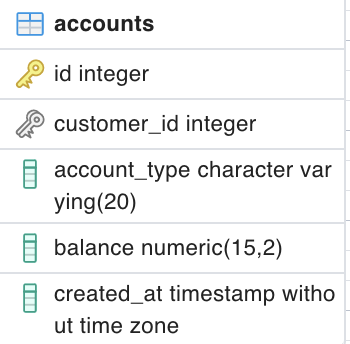 accounts
id integer
customer_id integer
account_type character var
ying(20)
balance numeric(15,2)
created_at timestamp witho
ut time zone